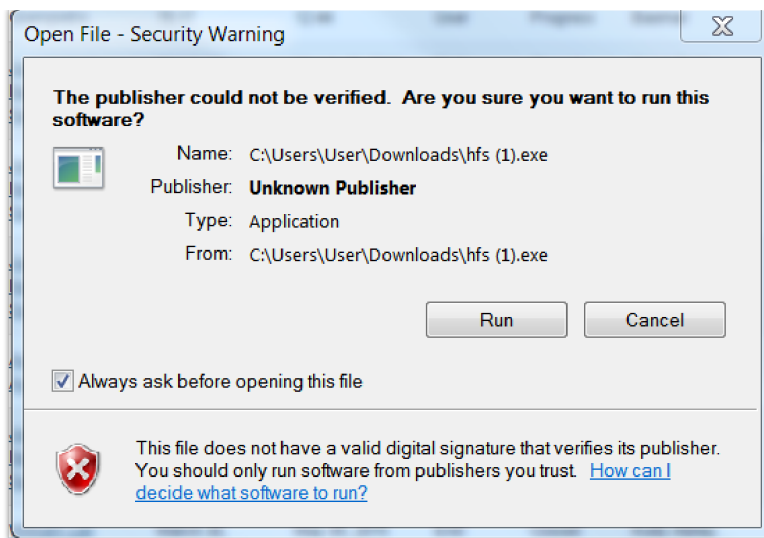 Open File - Security Warning
The publisher could not be verified.  Are you sure you want to run this
software?
Name: C:\Users\User\Downloads\hfs (1).exe
Publisher: Unknown Publisher
Type: Application
From: C:\Users\User\Downloads\hfs (1).exe
Run Cancel
Always ask before opening this file
This file does not have a valid digital signature that verifies its publisher.
You should only run software from publishers you trust. How can I
decide what software to run?